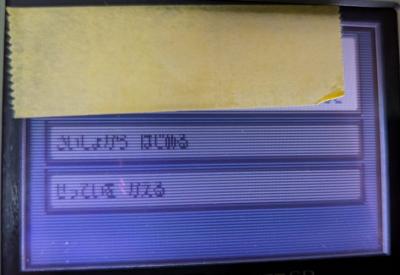 さいしょから はじめる
せっていを かえる